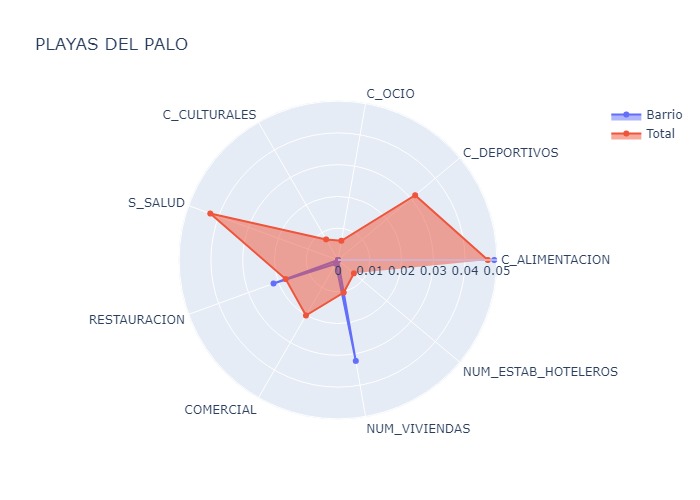 PLAYAS DEL PALO
C_OCIO
C_CULTURALES
Barrio
Total
C_DEPORTIVOS
S_SALUD
C_ALIMENTACION
0 0.01 0.02 0.03 0.04 0.05
RESTAURACION
NUM_ESTAB_HOTELEROS
COMERCIAL
NUM_VIVIENDAS